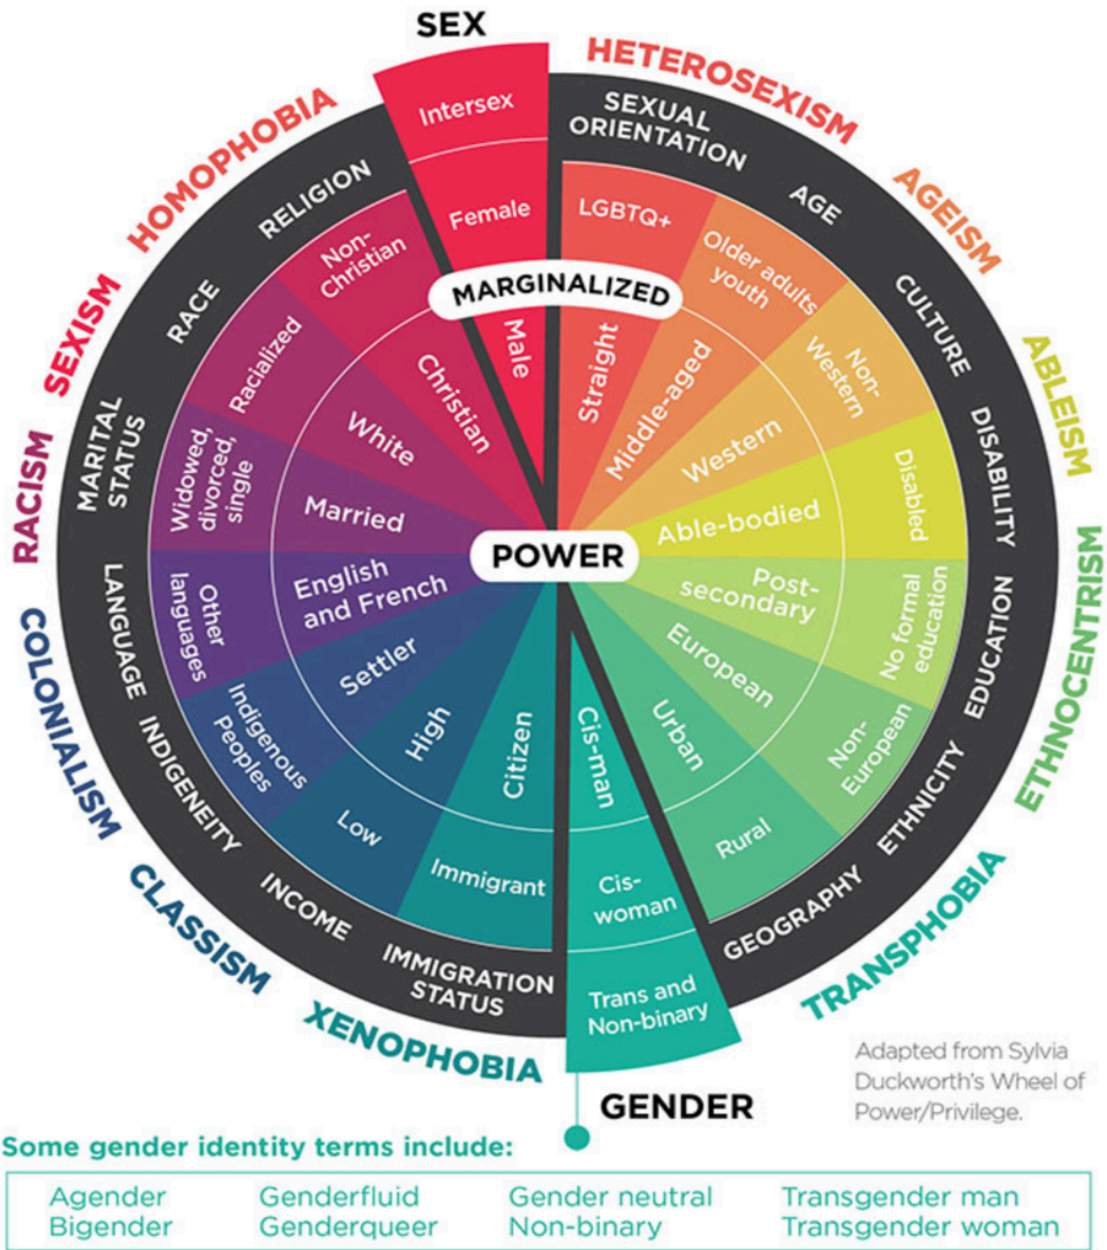 SEX
Intersex
Female
Male
HETEROSEXISM
AGEISM
ABLEISM
ETHNOCENTRISM
TRANSPHOBIA
XENOPHOBIA
CLASSISM
COLONIALISM
RACISM
SEXISM
HOMOPHOBIA
SEXUAL
ORIENTATION
LGBTQ+
Straight
AGE
Older adults
youth
Middle-aged
CULTURE
Non-
Western
Western
DISABILITY
Disabled
Able-bodied
EDUCATION
No formal
education
Post-
secondary
ETHNICITY
Non-
European
European
GEOGRAPHY
Rural
Urban
Cis-man
Cis-
woman
Trans and
Non-binary
GENDER
IMMIGRATION
STATUS
Immigrant
Citizen
INCOME
Low
High
INDIGENEITY
Indigenous
Peoples
Settler
LANGUAGE
Other
languages
English
and French
MARITAL
STATUS
Widowed,
divorced,
single
Married
RACE
Racialized
White
RELIGION
Non-
Christian
Christian
MARGINALIZED
POWER
Adapted from Sylvia
Duckworth's Wheel of
Power/Privilege.
Some gender identity terms include:
Agender Genderfluid Gender neutral Transgender man
Bigender Genderqueer Non-binary Transgender woman